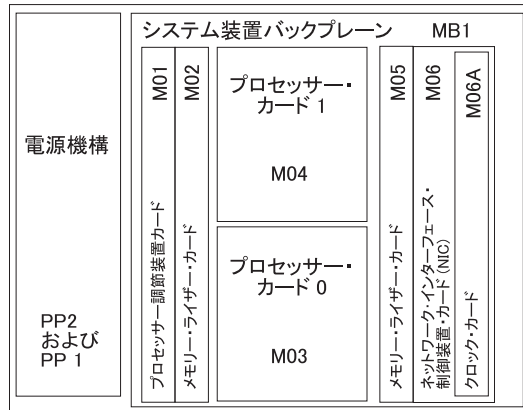 システム装置バックプレーン MB1
電源機構
PP2
および
PP 1
M01
プロセッサー調節装置カード
M02
メモリー・ライザー・カード
プロセッサー・
カード 1
M04
プロセッサー・
カード 0
M03
M05
メモリー・ライザー・カード
M06
ネットワーク・インターフェース・
制御装置・カード (NIC)
M06A
クロック・カード